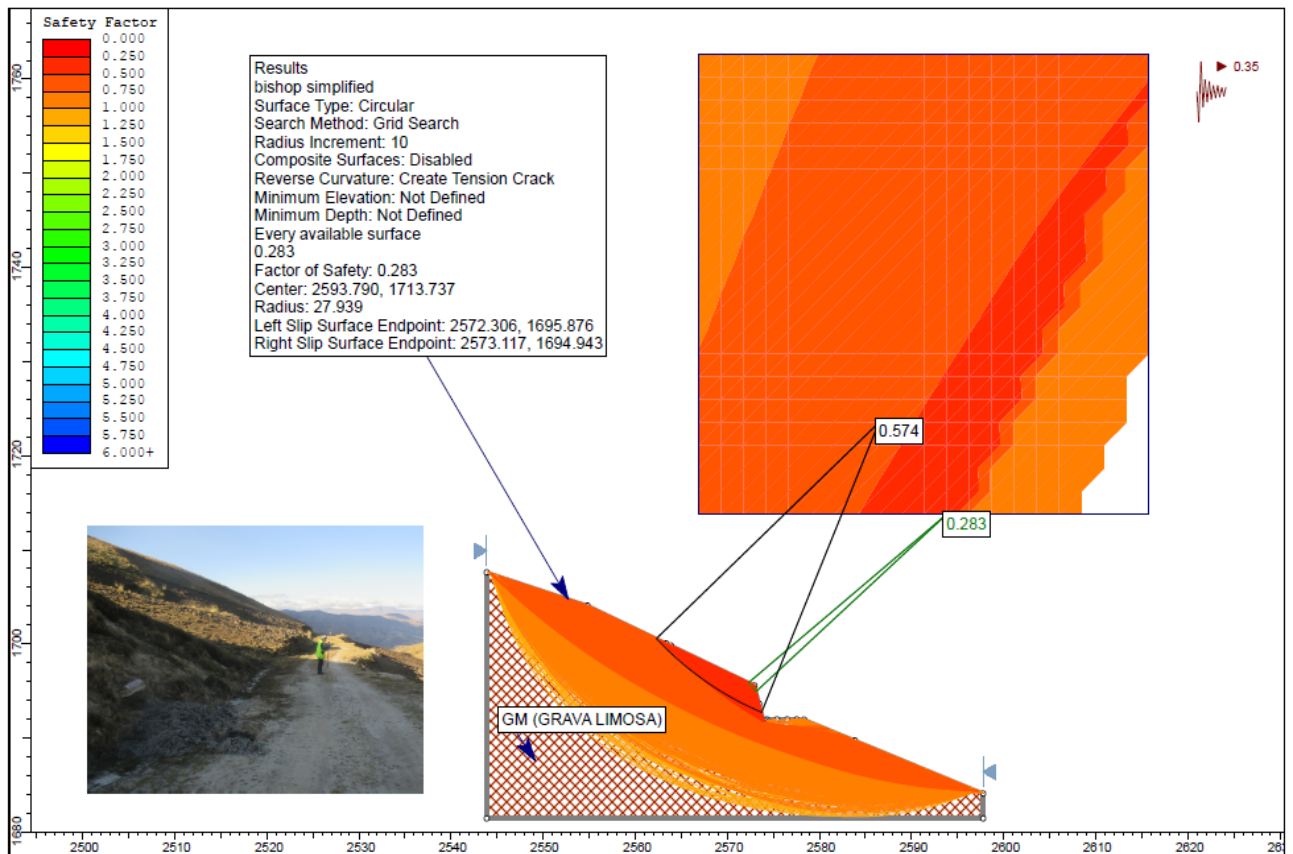 Safety Factor
0.000
0.250
0.500
0.750
1.000
1.250
1.500
1.750
2.000
2.250
2.500
2.750
3.000
3.250
3.500
3.750
4.000
4.250
4.500
4.750
5.000
5.250
5.500
5.750
6.000+
Results
bishop simplified
Surface Type: Circular
Search Method: Grid Search
Radius Increment: 10
Composite Surfaces: Disabled
Reverse Curvature: Create Tension Crack
Minimum Elevation: Not Defined
Minimum Depth: Not Defined
Every available surface
0.283
Factor of Safety: 0.283
Center: 2593.790, 1713.737
Radius: 27.939
Left Slip Surface Endpoint: 2572.306, 1695.876
Right Slip Surface Endpoint: 2573.117, 1694.943
0.35
0.574
0.283
GM (GRAVA LIMOSA)
1760
1740
1720
1700
1680
2500
2510
2520
2530
2540
2550
2560
2570
2580
2590
2600
2610
2620